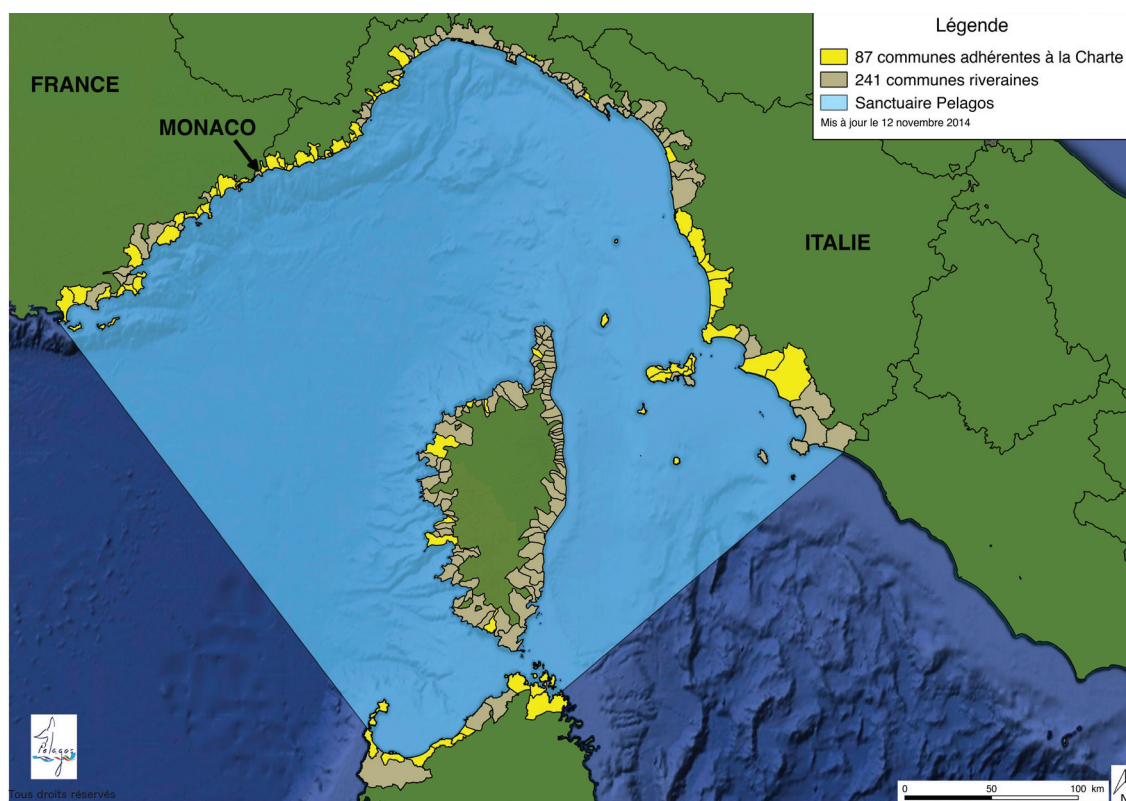 Légende
87 communes adhérentes à la Charte
241 communes riveraines
Sanctuaire Pelagos
Mis à jour le 12 novembre 2014
FRANCE
MONACO
ITALIE
Pelagos
Tous droits réservés
0 50 100 km
N